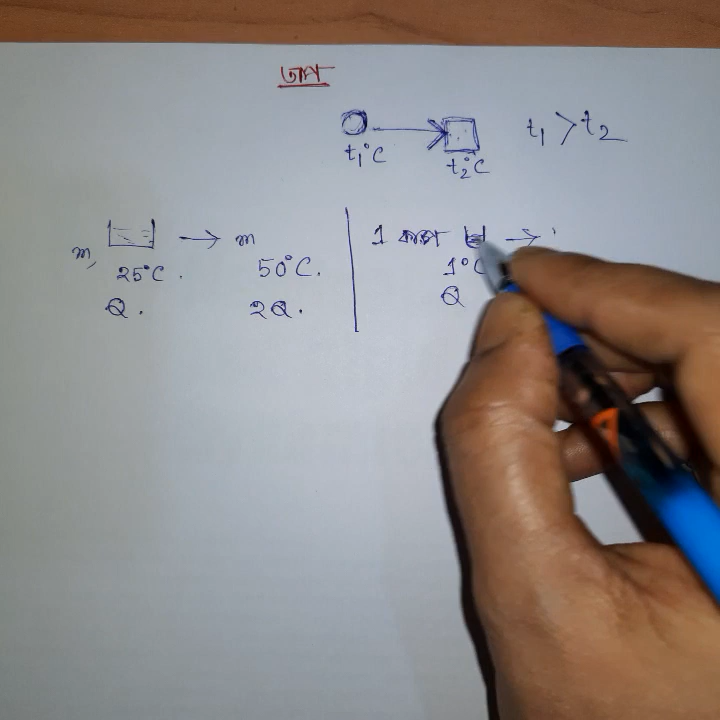 তাপ
t₁°C t₂°C t₁ > t₂
m, → m
25°C. 50°C.
Q. 2Q.
1 কাপ →
1°C
Q